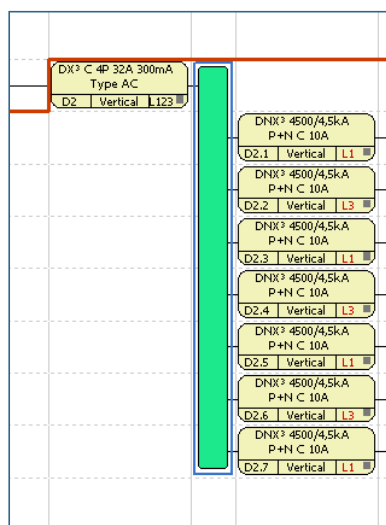 DX³ C 4P 32A 300mA
Type AC
D2 Vertical L123
DNX³ 4500/4,5kA
P+N C 10A
D2.1 Vertical L1
DNX³ 4500/4,5kA
P+N C 10A
D2.2 Vertical L3
DNX³ 4500/4,5kA
P+N C 10A
D2.3 Vertical L1
DNX³ 4500/4,5kA
P+N C 10A
D2.4 Vertical L3
DNX³ 4500/4,5kA
P+N C 10A
D2.5 Vertical L1
DNX³ 4500/4,5kA
P+N C 10A
D2.6 Vertical L3
DNX³ 4500/4,5kA
P+N C 10A
D2.7 Vertical L1